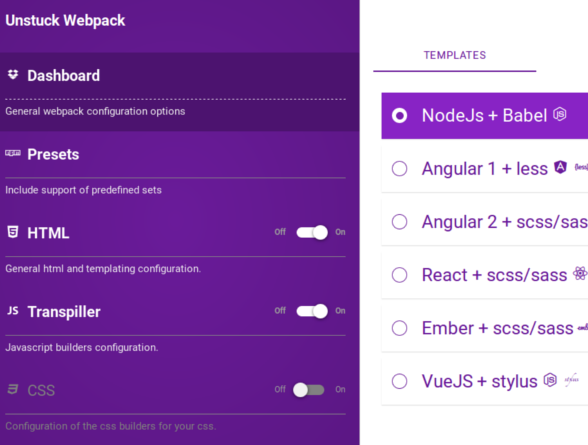 Unstuck Webpack
Dashboard
General webpack configuration options
Presets
Include support of predefined sets
HTML
Off On
General html and templating configuration.
JS Transpiller
Off On
Javascript builders configuration.
CSS
Off On
Configuration of the css builders for your css.
TEMPLATES
NodeJs + Babel
Angular 1 + less
Angular 2 + scss/sas
React + scss/sass
Ember + scss/sass
VueJS + stylus